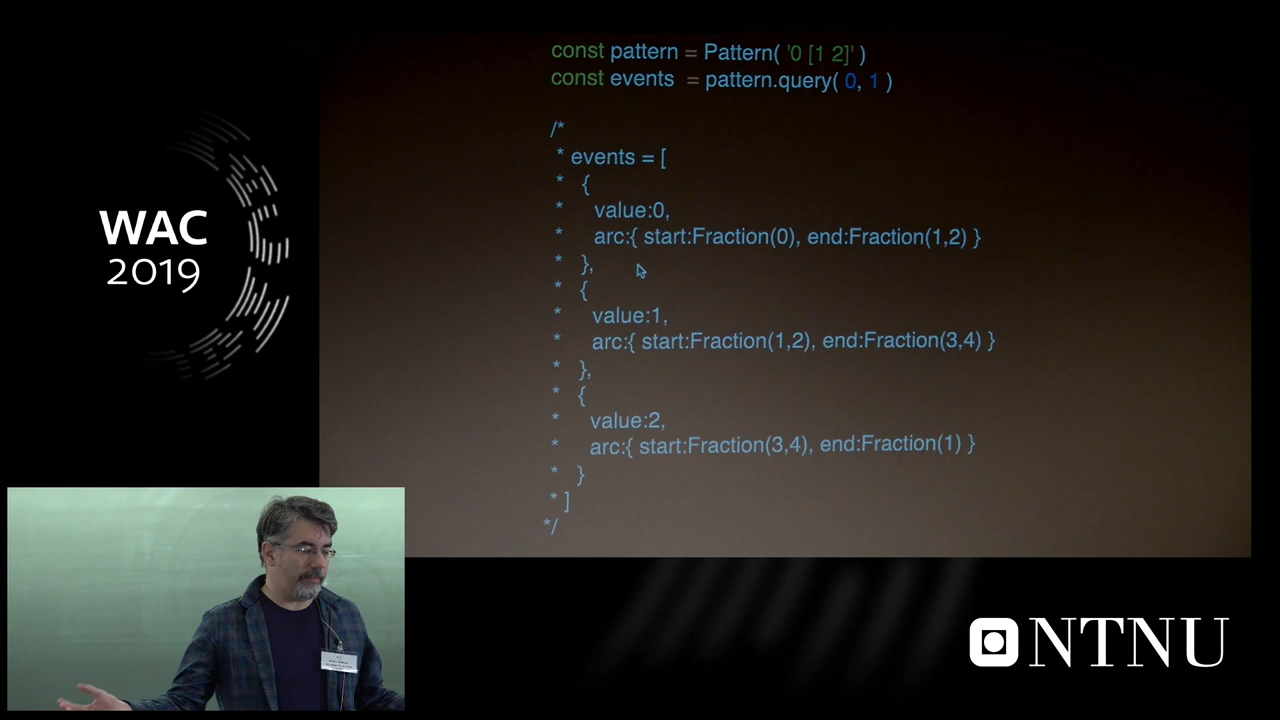 const pattern = Pattern( '0 [1 2]' )
const events = pattern.query( 0, 1 )
/*
* events = [
* {
* value:0,
* arc:{ start:Fraction(0), end:Fraction(1,2) }
* },
* {
* value:1,
* arc:{ start:Fraction(1,2), end:Fraction(3,4) }
* },
* {
* value:2,
* arc:{ start:Fraction(3,4), end:Fraction(1) }
* }
* ]
*/
WAC
2019
NTNU